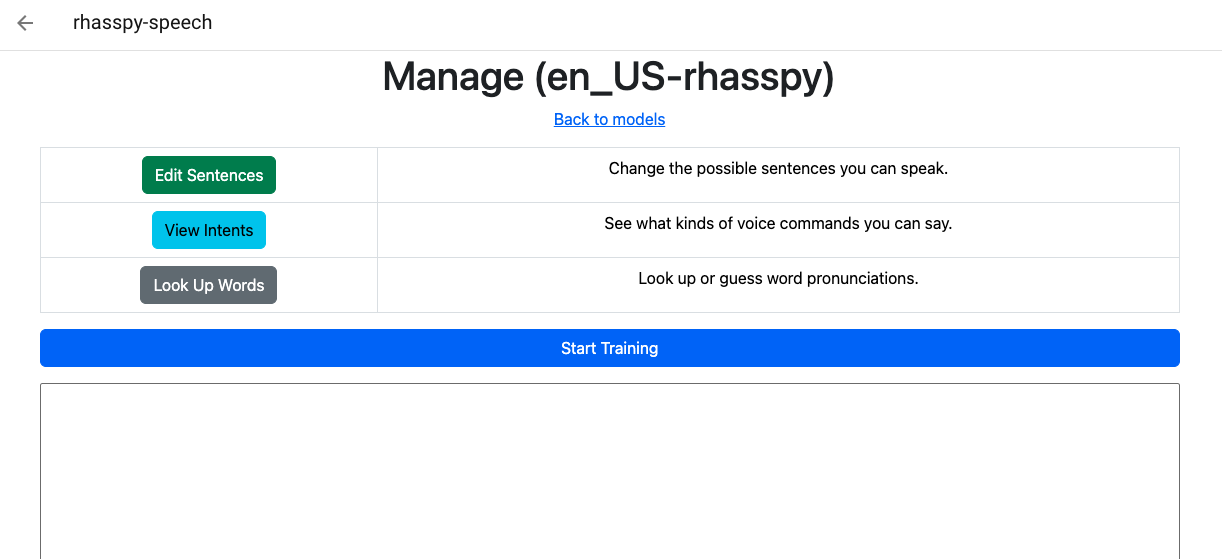 rhasspy-speech
Manage (en_US-rhasspy)
Back to models
Edit Sentences
Change the possible sentences you can speak.
View Intents
See what kinds of voice commands you can say.
Look Up Words
Look up or guess word pronunciations.
Start Training